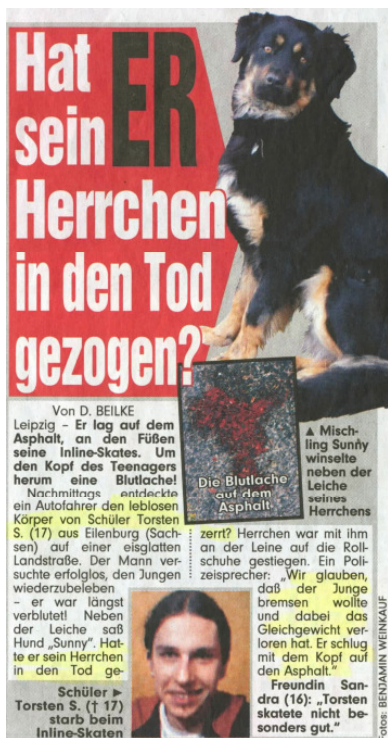 Hat ER
sein
Herrchen
in den Tod
gezogen?
Von D. BEILKE
Leipzig – Er lag auf dem
Asphalt, an den Füßen
seine Inline-Skates. Um
den Kopf des Teenagers
herum eine Blutlache!
Nachmittags entdeckte
ein Autofahrer den leblosen
Körper von Schüler Torsten
S. (17) aus Eilenburg (Sach-
sen) auf einer eisglatten
Landstraße. Der Mann ver-
suchte erfolglos, den Jungen
wiederzubeleben
– er war längst
verblutet! Neben
der Leiche saß
Hund „Sunny". Hat-
te er sein Herrchen
in den Tod ge-
zerrt? Herrchen war mit ihm
an der Leine auf die Roll-
schuhe gestiegen. Ein Poli-
zeisprecher: „Wir glauben,
daß der Junge
bremsen wollte
und dabei das
Gleichgewicht ver-
loren hat. Er schlug
mit dem Kopf auf
den Asphalt."
Freundin San-
dra (16): „Torsten
skatete nicht be-
sonders gut."
Die Blutlache
auf dem
Asphalt
▲ Misch-
ling Sunny
winselte
neben der
Leiche
seines
Herrchens
Schüler ►
Torsten S. († 17)
starb beim
Inline-Skaten
Fotos: BENJAMIN WEINKAUF